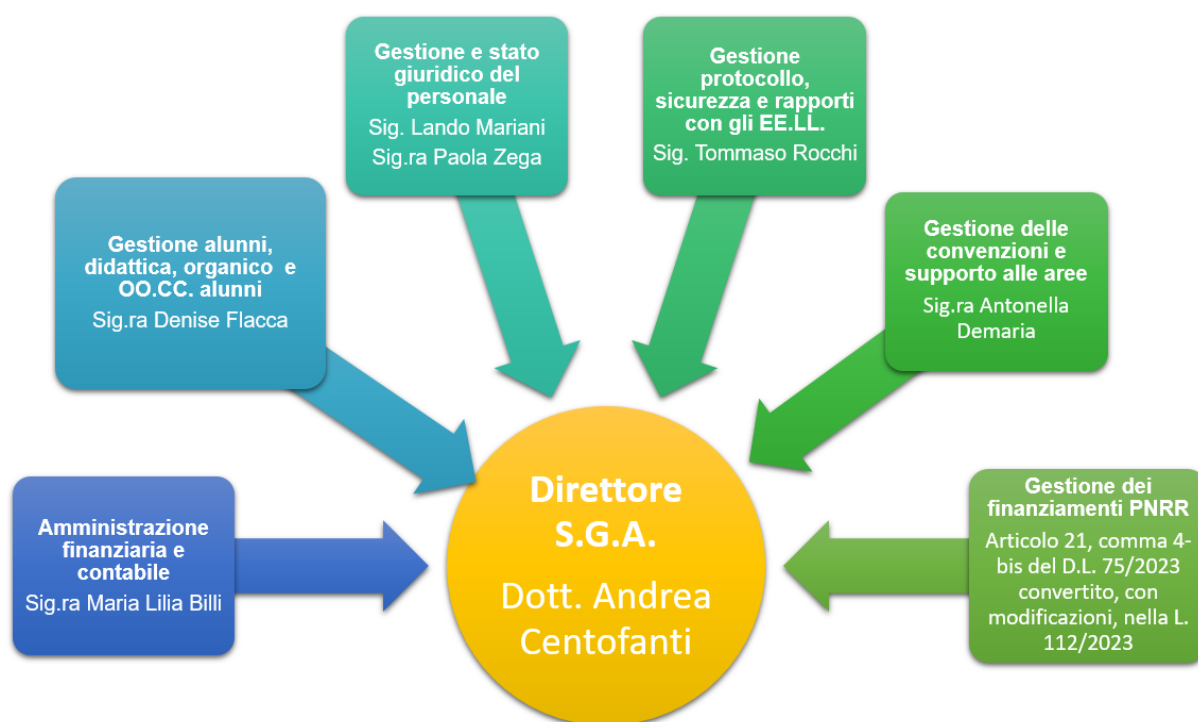 Gestione e stato
giuridico del
personale
Sig. Lando Mariani
Sig.ra Paola Zega
Gestione
protocollo,
sicurezza e rapporti
con gli EE.LL.
Sig. Tommaso Rocchi
Gestione alunni,
didattica, organico e
OO.CC. alunni
Sig.ra Denise Flacca
Gestione delle
convenzioni e
supporto alle aree
Sig.ra Antonella
Demaria
Amministrazione
finanziaria e
contabile
Sig.ra Maria Lilia Billi
Direttore
S.G.A.
Dott. Andrea
Centofanti
Gestione dei
finanziamenti PNRR
Articolo 21, comma 4-
bis del D.L. 75/2023
convertito, con
modificazioni, nella L.
112/2023